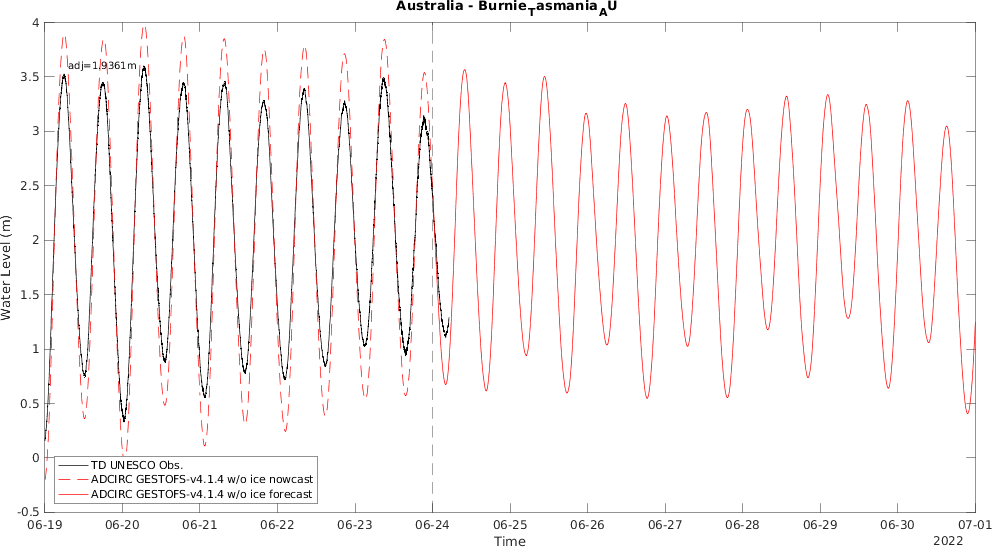 Australia - BurnieTasmaniaAU
adj=1.9361m
4
3.5
3
2.5
2
1.5
1
0.5
0
-0.5
Water Level (m)
TD UNESCO Obs.
ADCIRC GESTOFS-v4.1.4 w/o ice nowcast
ADCIRC GESTOFS-v4.1.4 w/o ice forecast
06-19 06-20 06-21 06-22 06-23 06-24 06-25 06-26 06-27 06-28 06-29 06-30 07-01
Time
2022